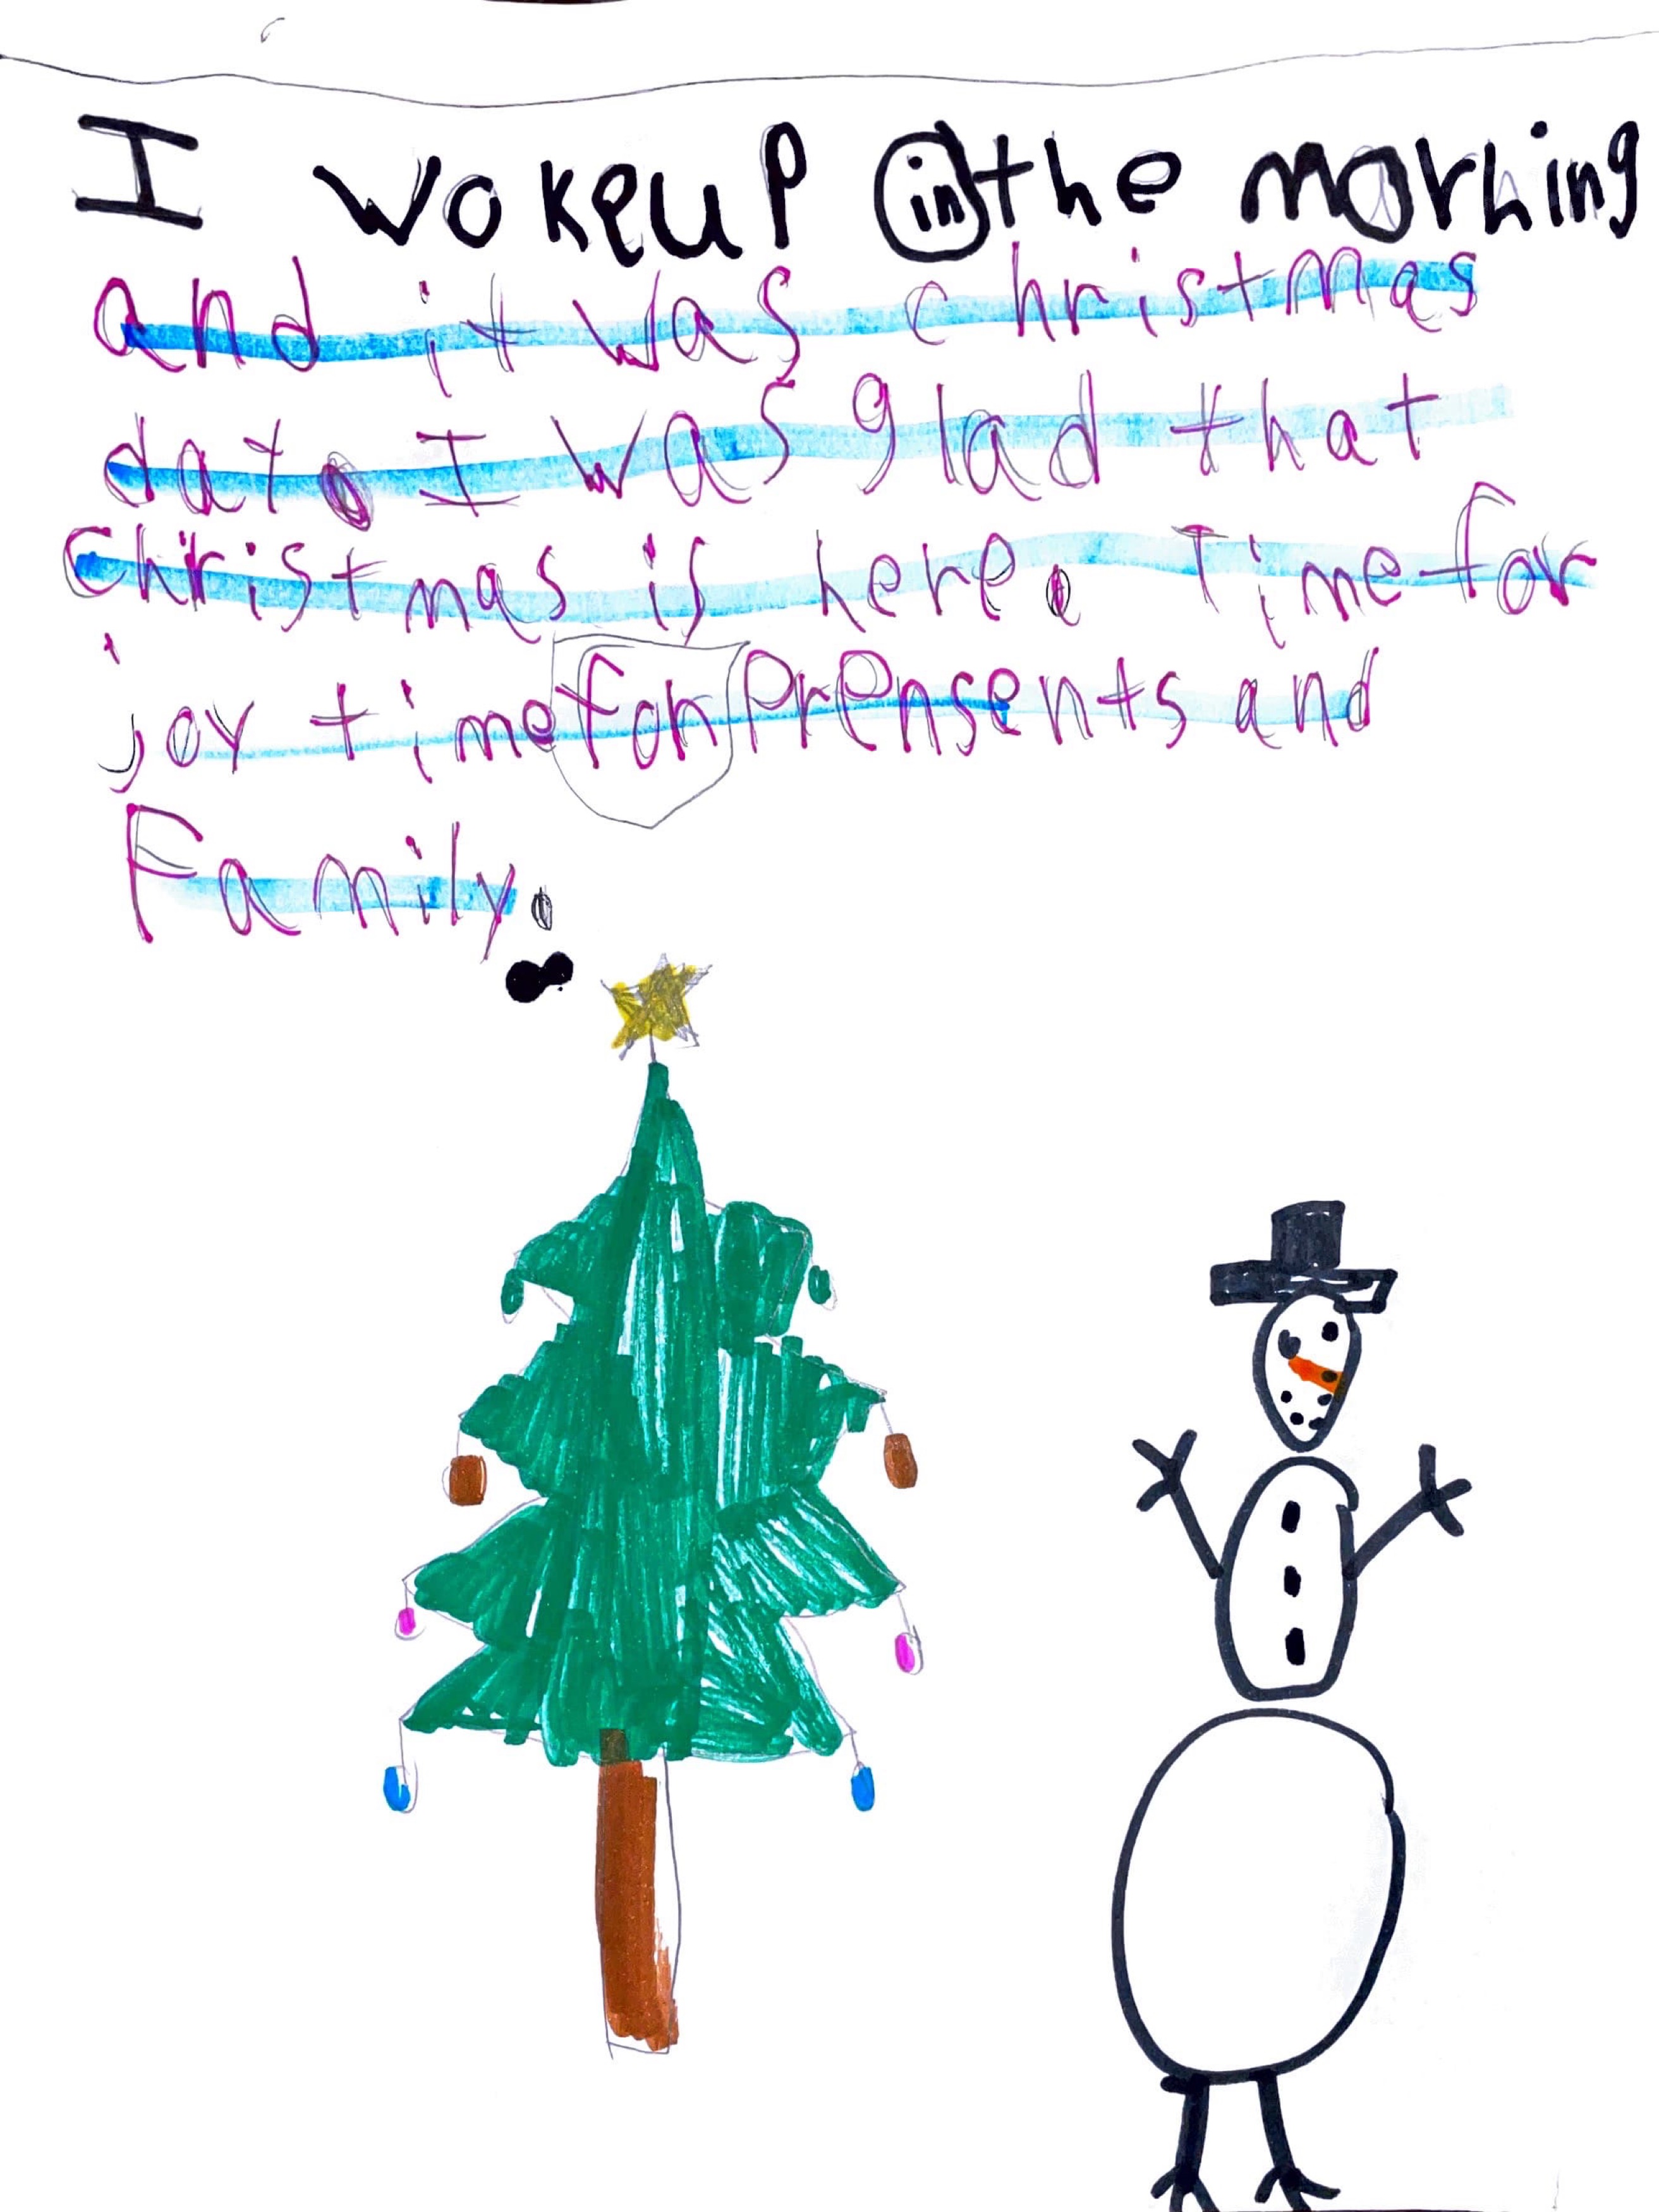 I wokeup in the morning
and it was christmas
day. I was glad that
Christmas is here. Time for
joy time for Prensents and
Family.